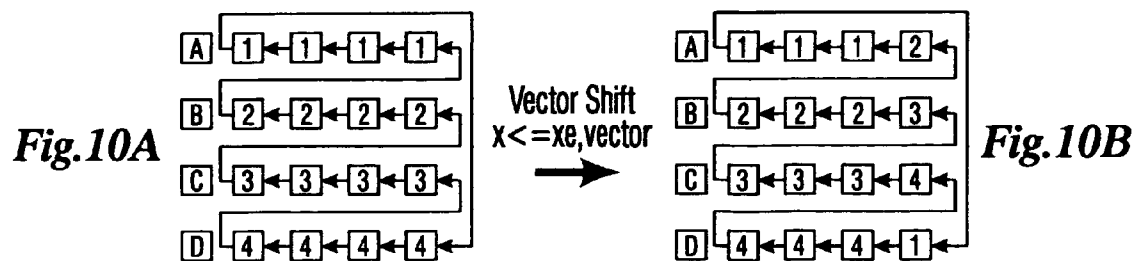 A 1 1 1 1
B 2 2 2 2
C 3 3 3 3
D 4 4 4 4
Fig.10A
Vector Shift
x<=xe,vector
A 1 1 1 2
B 2 2 2 3
C 3 3 3 4
D 4 4 4 1
Fig.10B